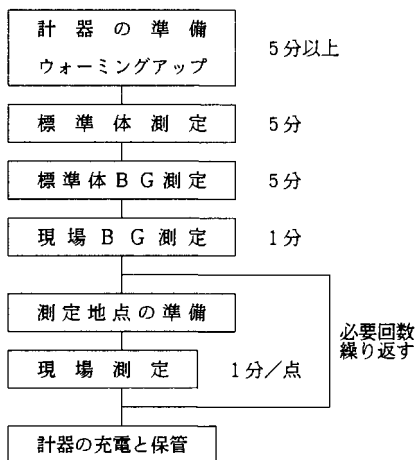 計器の準備
ウォーミングアップ
5分以上
標準体測定
5分
標準体BG測定
5分
現場BG測定
1分
測定地点の準備
現場測定
1分/点
必要回数
繰り返す
計器の充電と保管